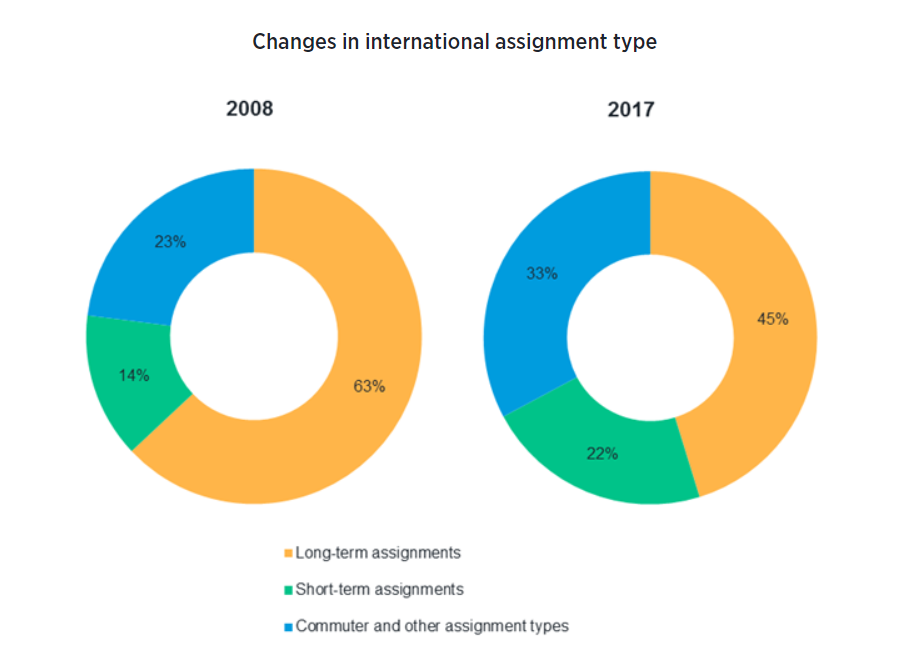 Changes in international assignment type
2008
2017
23%
14%
63%
33%
22%
45%
Long-term assignments
Short-term assignments
Commuter and other assignment types